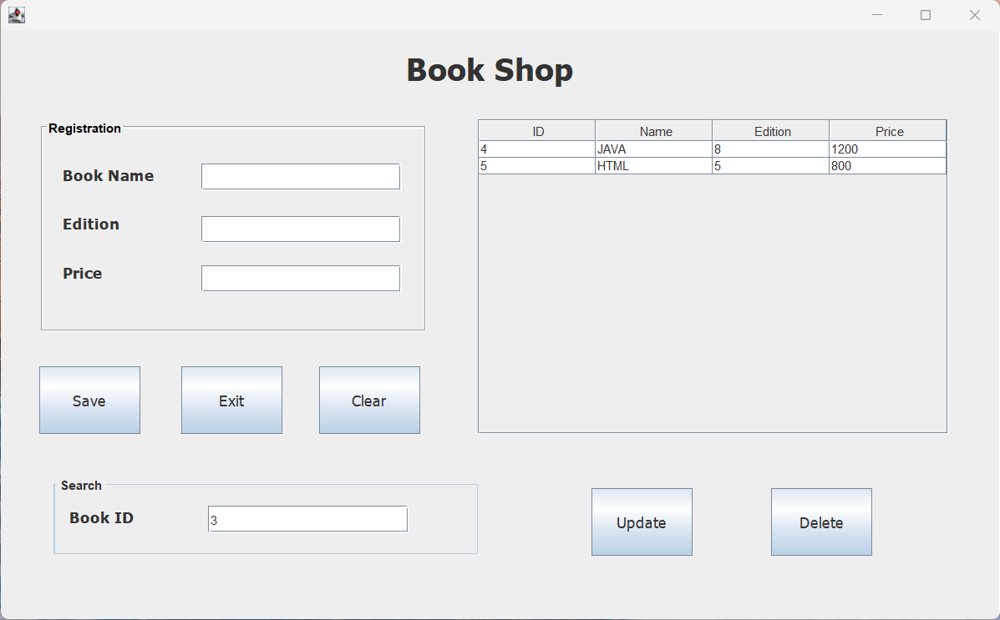 Book Shop
Registration
Book Name
Edition
Price
ID Name Edition Price
4 JAVA 8 1200
5 HTML 5 800
Save Exit Clear
Search
Book ID 3
Update Delete